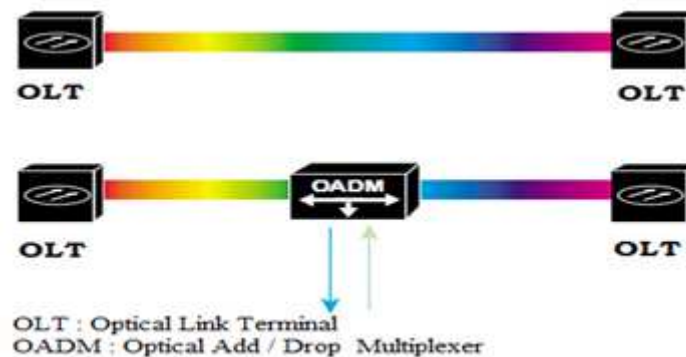 OLT OLT
OADM
OLT OLT
OLT : Optical Link Terminal
OADM : Optical Add / Drop Multiplexer